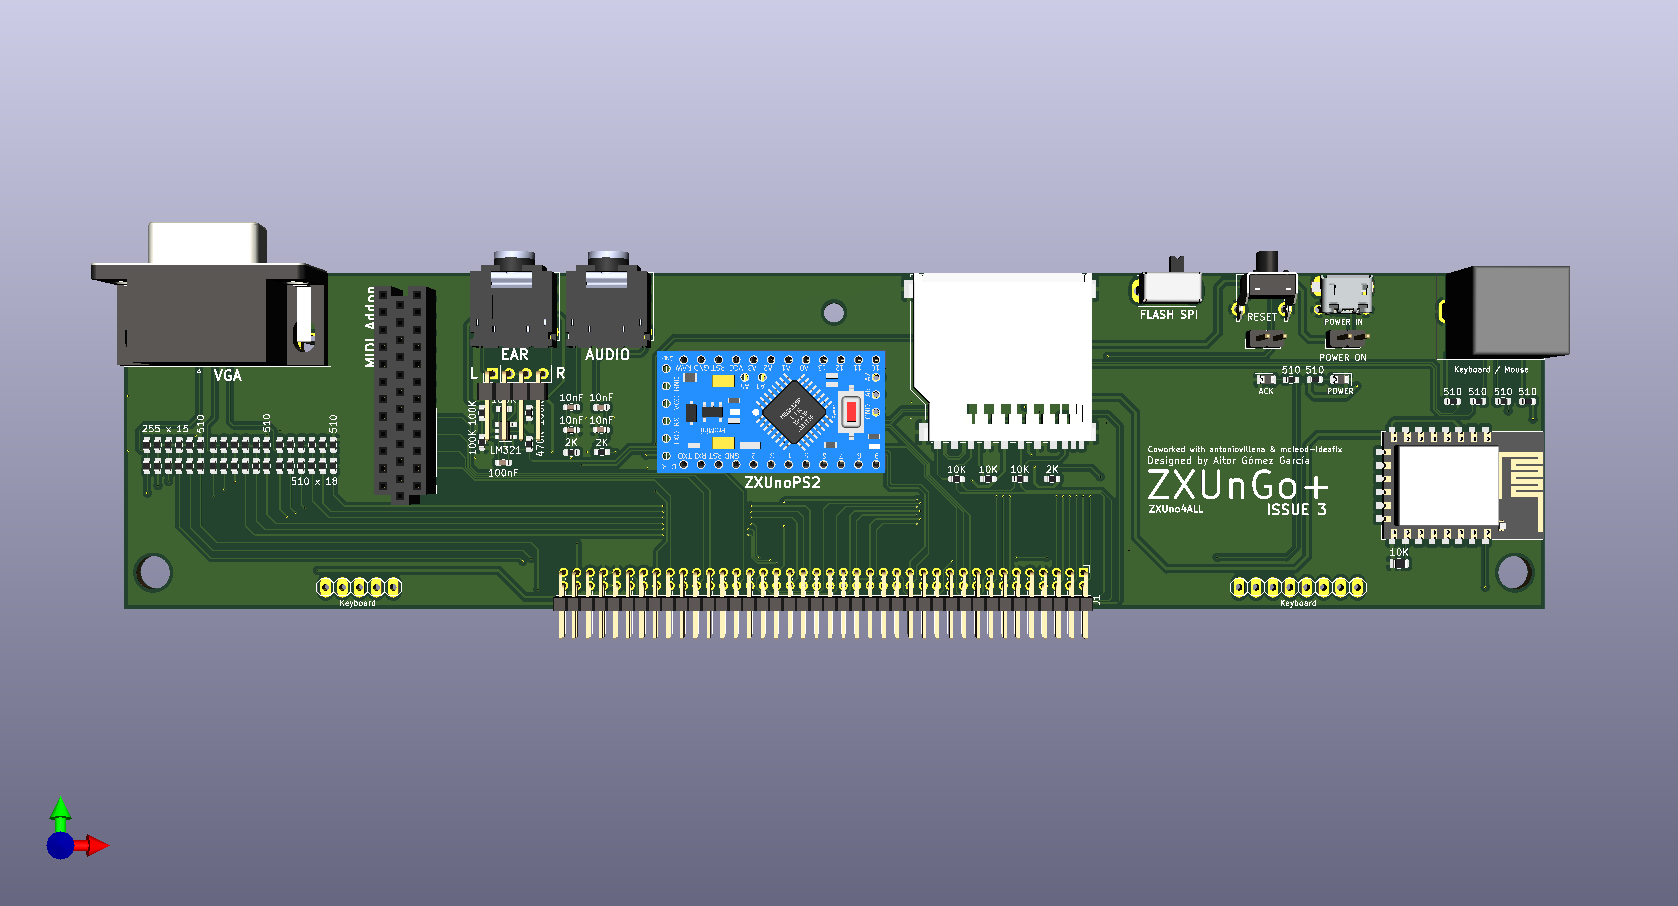 VGA
MIDI Addon
EAR
AUDIO
L
R
255 x 15
510
510
510
510 x 18
100K
100K
LM321
100nF
10nF
10nF
10nF
10nF
2K
2K
ZXUnoPS2
10K
10K
10K
2K
FLASH SPI
RESET
POWER IN
POWER ON
510
510
ACK
POWER
Keyboard / Mouse
510
510
510
510
Coworked with antoniovillena & mcleod-ideafix
Designed by Aitor Gómez García
ZXUnGo+
ZXUno4ALL
ISSUE 3
10K
Keyboard
Keyboard
J1